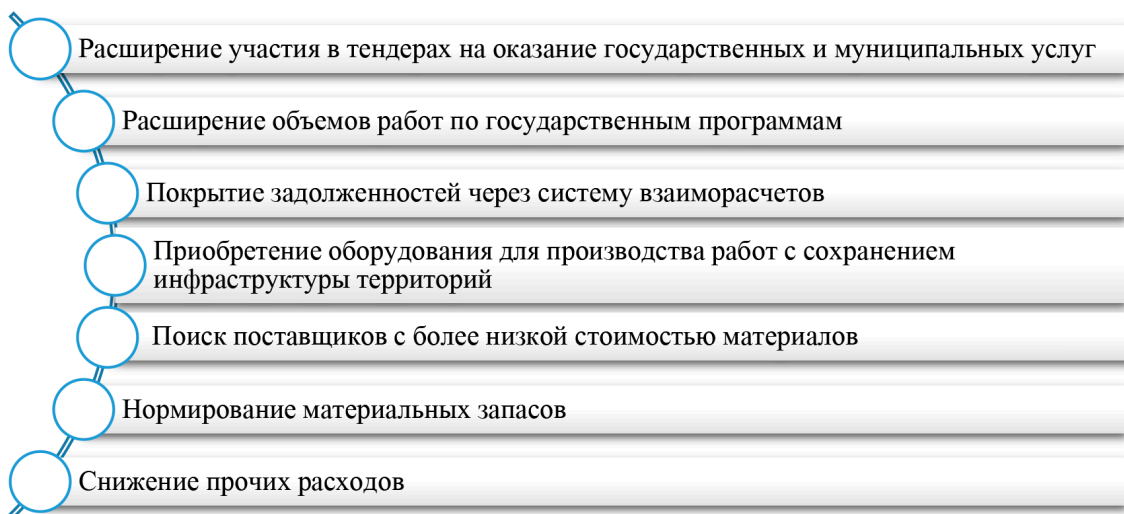 Расширение участия в тендерах на оказание государственных и муниципальных услуг
Расширение объемов работ по государственным программам
Покрытие задолженностей через систему взаиморасчетов
Приобретение оборудования для производства работ с сохранением
инфраструктуры территорий
Поиск поставщиков с более низкой стоимостью материалов
Нормирование материальных запасов
Снижение прочих расходов